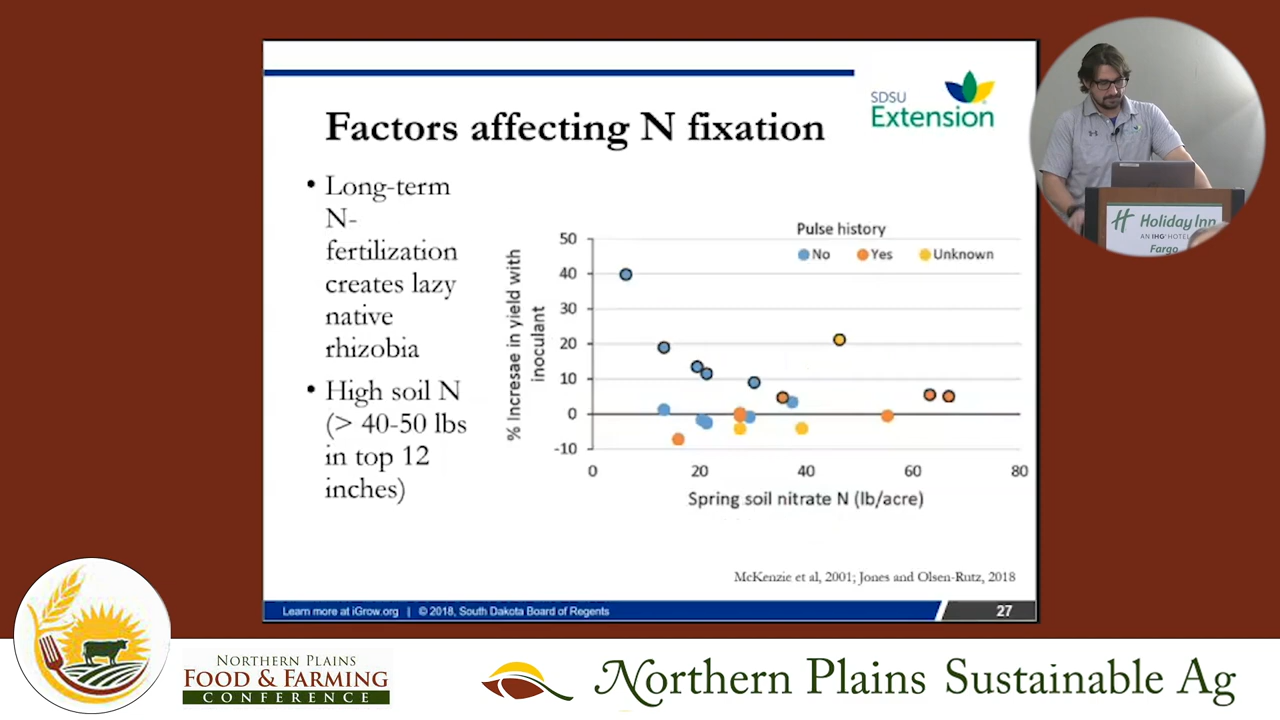 SDSU
Extension
Factors affecting N fixation
• Long-term
N-
fertilization
creates lazy
native
rhizobia
• High soil N
(> 40-50 lbs
in top 12
inches)
Pulse history
No Yes Unknown
% Incresae in yield with
inoculant
50
40
30
20
10
0
-10
0 20 40 60 80
Spring soil nitrate N (lb/acre)
McKenzie et al, 2001; Jones and Olsen-Rutz, 2018
Learn more at iGrow.org | © 2018, South Dakota Board of Regents
27
H Holiday Inn
AN IHG HOTEL
Fargo
NORTHERN PLAINS
FOOD & FARMING
CONFERENCE
Northern Plains Sustainable Ag